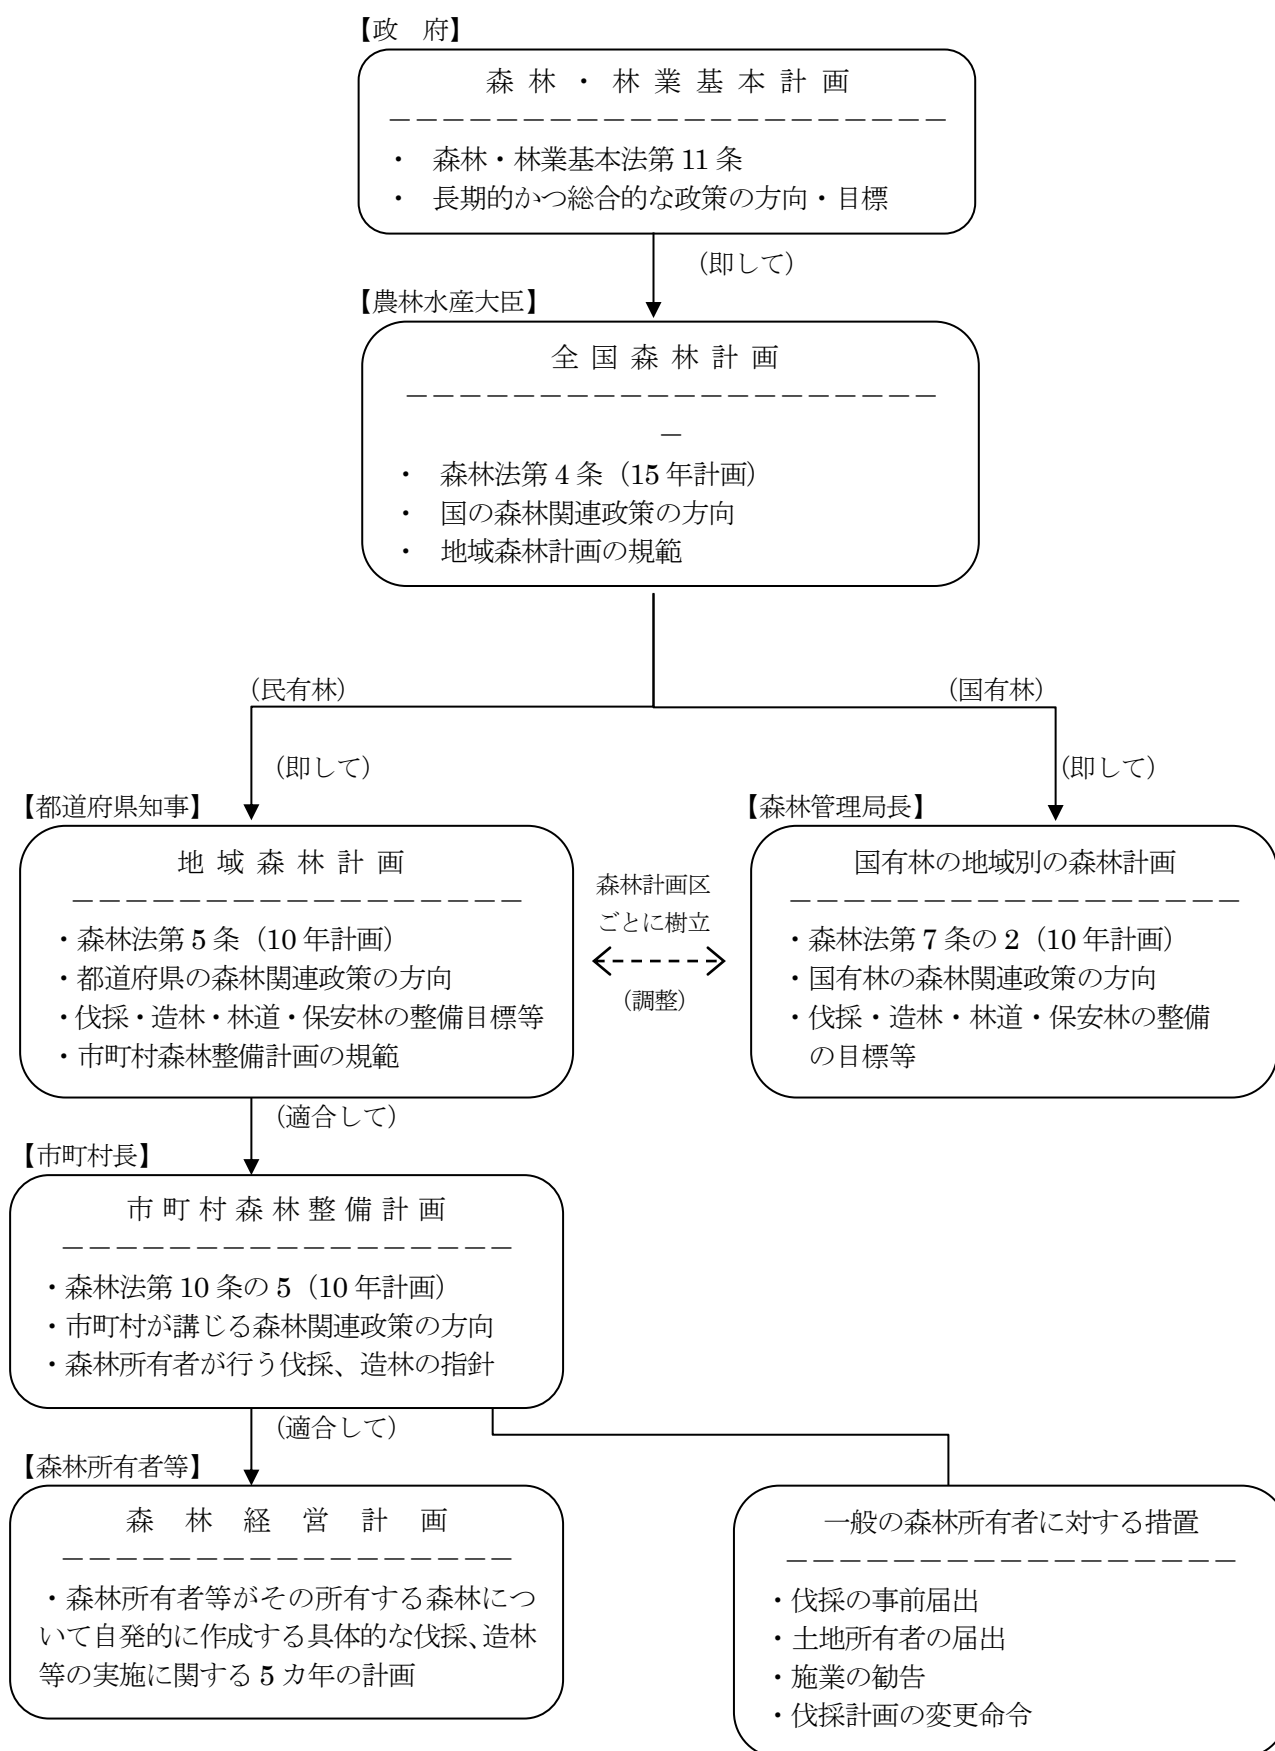 【政　府】
森林・林業基本計画
－－－－－－－－－－－－－－－－－－－－－
・ 森林・林業基本法第 11 条
・ 長期的かつ総合的な政策の方向・目標
（即して）
【農林水産大臣】
全国森林計画
－－－－－－－－－－－－－－－－－－－－
－
・ 森林法第 4 条（15 年計画）
・ 国の森林関連政策の方向
・ 地域森林計画の規範
（民有林）
（国有林）
（即して）
（即して）
【都道府県知事】
地域森林計画
－－－－－－－－－－－－－－－－－
・森林法第 5 条（10 年計画）
・都道府県の森林関連政策の方向
・伐採・造林・林道・保安林の整備目標等
・市町村森林整備計画の規範
森林計画区
ごとに樹立
（調整）
【森林管理局長】
国有林の地域別の森林計画
－－－－－－－－－－－－－－－－－
・森林法第 7 条の 2（10 年計画）
・国有林の森林関連政策の方向
・伐採・造林・林道・保安林の整備
の目標等
（適合して）
【市町村長】
市町村森林整備計画
－－－－－－－－－－－－－－－－－
・森林法第 10 条の 5（10 年計画）
・市町村が講じる森林関連政策の方向
・森林所有者が行う伐採、造林の指針
（適合して）
【森林所有者等】
森　林　経　営　計　画
－－－－－－－－－－－－－－－－－
・森林所有者等がその所有する森林につ
いて自発的に作成する具体的な伐採、造林
等の実施に関する 5 カ年の計画
一般の森林所有者に対する措置
－－－－－－－－－－－－－－－－－
・伐採の事前届出
・土地所有者の届出
・施業の勧告
・伐採計画の変更命令